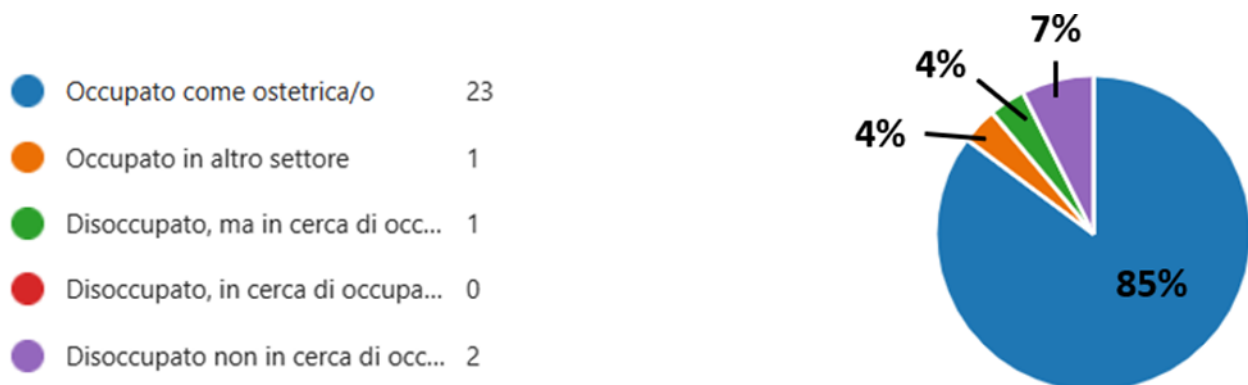 Occupato come ostetrica/o 23
Occupato in altro settore 1
Disoccupato, ma in cerca di occ... 1
Disoccupato, in cerca di occupa... 0
Disoccupato non in cerca di occ... 2
7%
4%
4%
85%